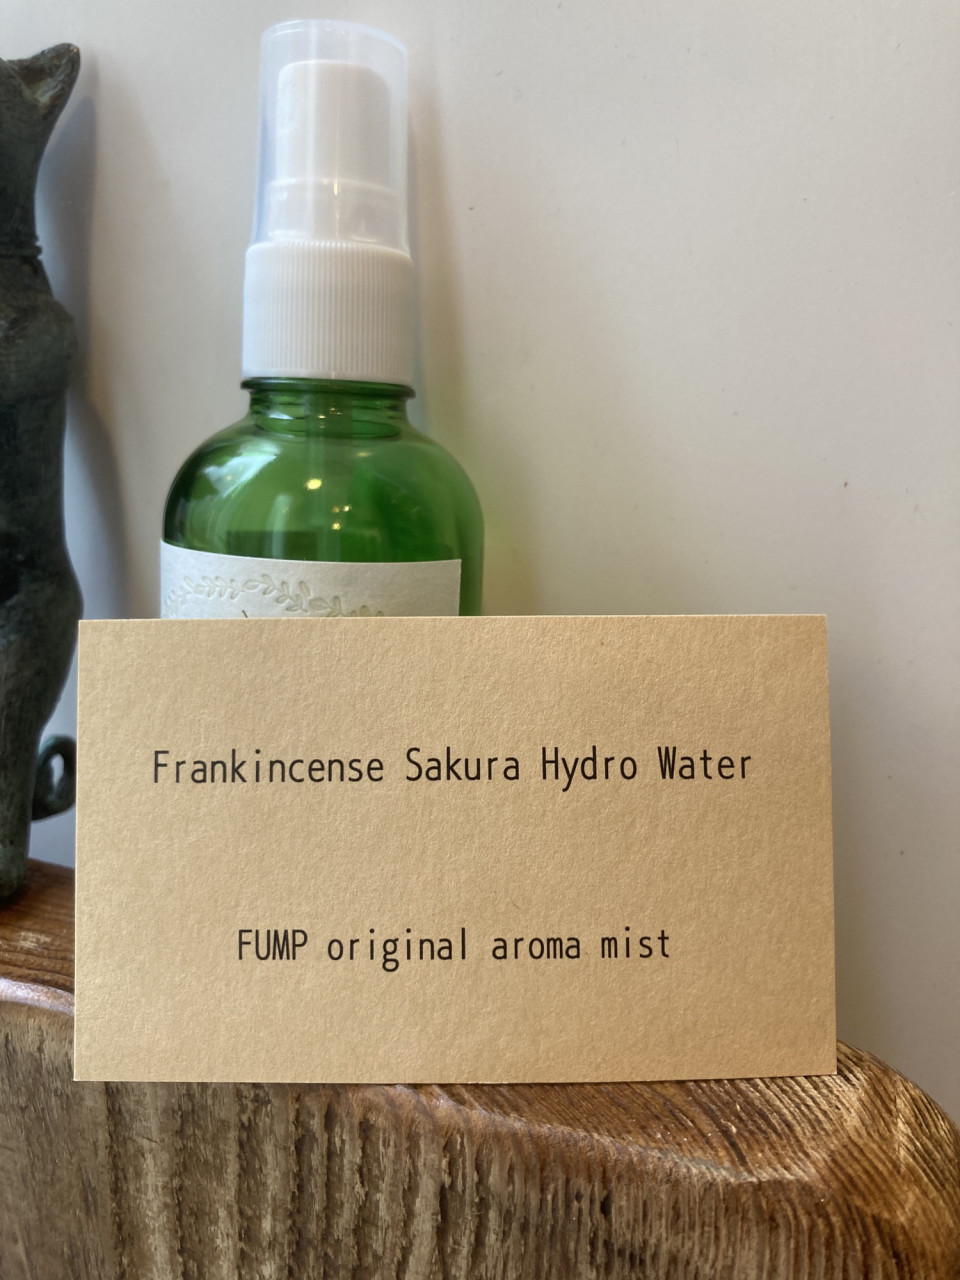 Frankincense Sakura Hydro Water
FUMP original aroma mist